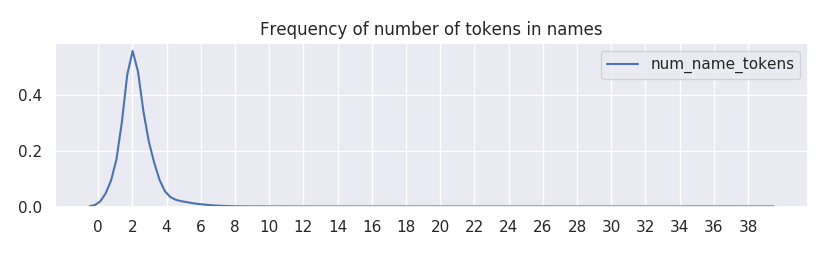 Frequency of number of tokens in names
num_name_tokens
0.4
0.2
0.0
0 2 4 6 8 10 12 14 16 18 20 22 24 26 28 30 32 34 36 38